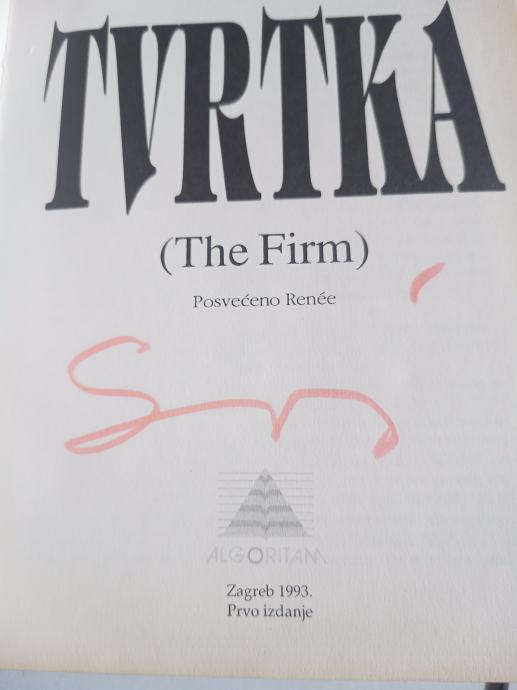 TVRTKA
(The Firm)
Posvećeno Renée
ALGORITAM
Zagreb 1993.
Prvo izdanje